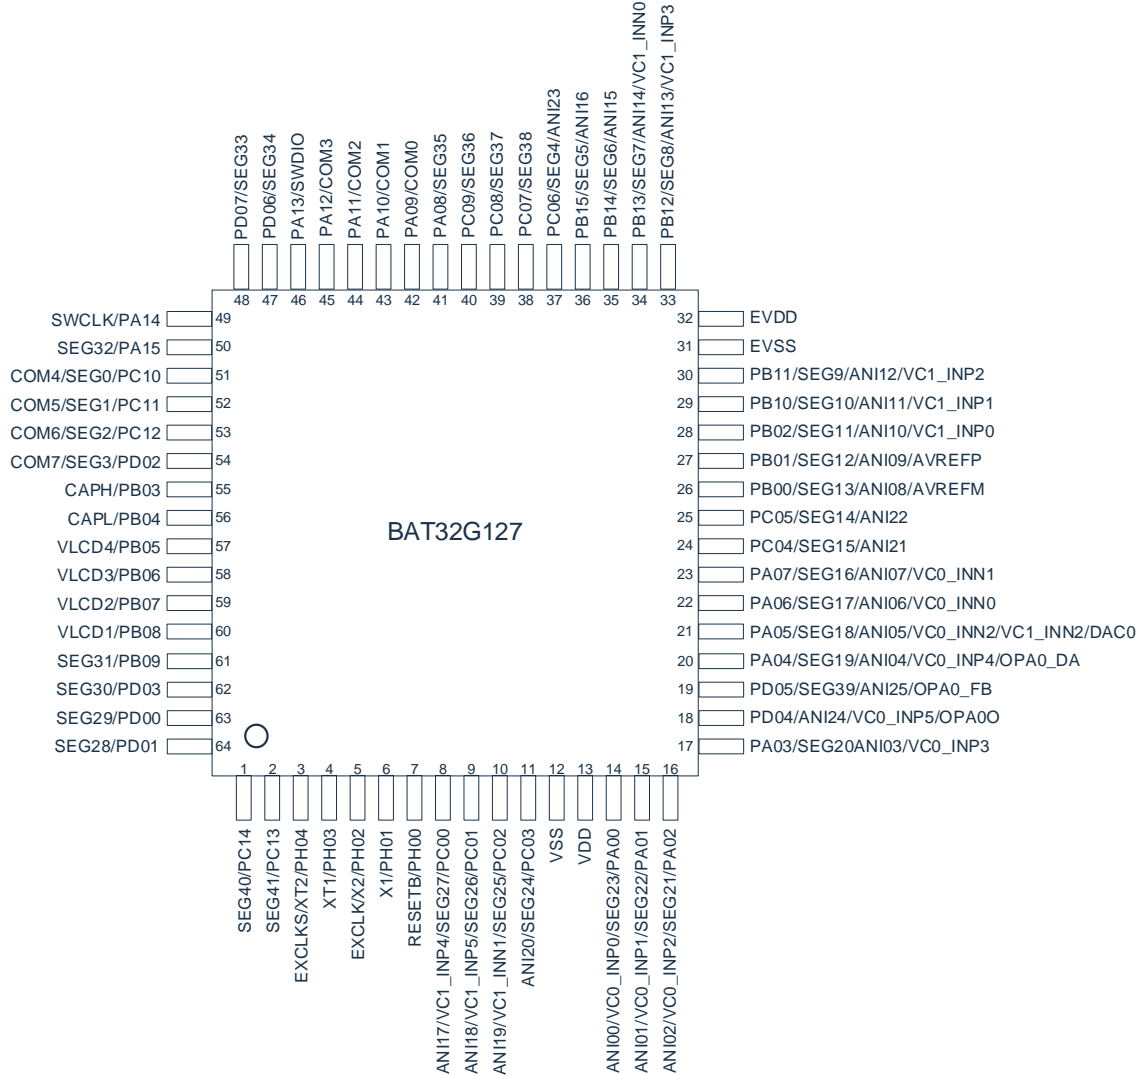 PD07/SEG33
PD06/SEG34
PA13/SWDIO
PA12/COM3
PA11/COM2
PA10/COM1
PA09/COM0
PA08/SEG35
PC09/SEG36
PC08/SEG37
PC07/SEG38
PC06/SEG4/ANI23
PB15/SEG5/ANI16
PB14/SEG6/ANI15
PB13/SEG7/ANI14/VC1_INN0
PB12/SEG8/ANI13/VC1_INP3
48 47 46 45 44 43 42 41 40 39 38 37 36 35 34 33
SWCLK/PA14 49
SEG32/PA15 50
COM4/SEG0/PC10 51
COM5/SEG1/PC11 52
COM6/SEG2/PC12 53
COM7/SEG3/PD02 54
CAPH/PB03 55
CAPL/PB04 56
VLCD4/PB05 57
VLCD3/PB06 58
VLCD2/PB07 59
VLCD1/PB08 60
SEG31/PB09 61
SEG30/PD03 62
SEG29/PD00 63
SEG28/PD01 64
BAT32G127
32 EVDD
31 EVSS
30 PB11/SEG9/ANI12/VC1_INP2
29 PB10/SEG10/ANI11/VC1_INP1
28 PB02/SEG11/ANI10/VC1_INP0
27 PB01/SEG12/ANI09/AVREFP
26 PB00/SEG13/ANI08/AVREFM
25 PC05/SEG14/ANI22
24 PC04/SEG15/ANI21
23 PA07/SEG16/ANI07/VC0_INN1
22 PA06/SEG17/ANI06/VC0_INN0
21 PA05/SEG18/ANI05/VC0_INN2/VC1_INN2/DAC0
20 PA04/SEG19/ANI04/VC0_INP4/OPA0_DA
19 PD05/SEG39/ANI25/OPA0_FB
18 PD04/ANI24/VC0_INP5/OPA0O
17 PA03/SEG20ANI03/VC0_INP3
1 2 3 4 5 6 7 8 9 10 11 12 13 14 15 16
SEG40/PC14
SEG41/PC13
EXCLKS/XT2/PH04
XT1/PH03
EXCLK/X2/PH02
X1/PH01
RESETB/PH00
ANI17/VC1_INP4/SEG27/PC00
ANI18/VC1_INP5/SEG26/PC01
ANI19/VC1_INN1/SEG25/PC02
ANI20/SEG24/PC03
VSS
VDD
ANI00/VC0_INP0/SEG23/PA00
ANI01/VC0_INP1/SEG22/PA01
ANI02/VC0_INP2/SEG21/PA02